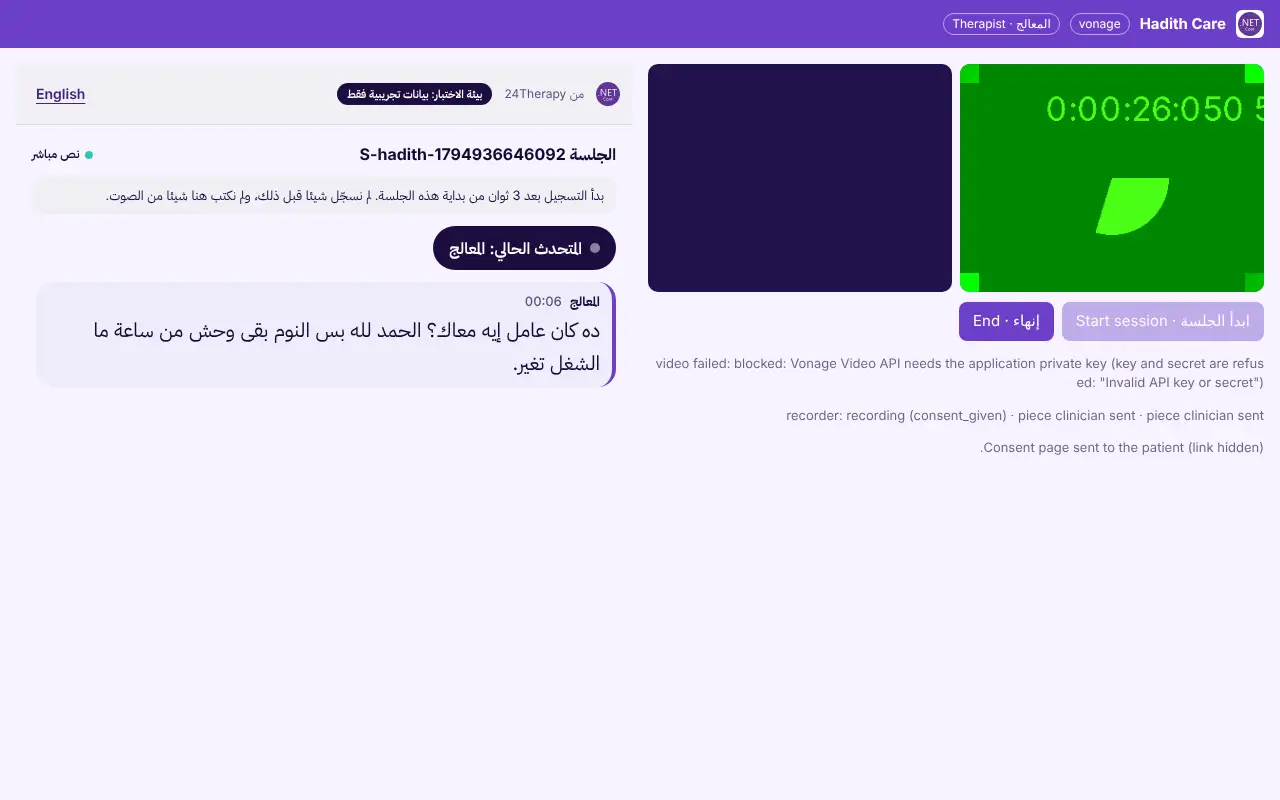 .NET
Care
Hadith Care
vonage
Therapist · المعالج
0:00:26:050
ابدأ الجلسة · Start session
إنهاء · End
video failed: blocked: Vonage Video API needs the application private key (key and secret are refus
ed: "Invalid API key or secret")
recorder: recording (consent_given) · piece clinician sent · piece clinician sent
.Consent page sent to the patient (link hidden)
.NET
من 24Therapy
بيئة الاختبار: بيانات تجريبية فقط
English
الجلسة S-hadith-1794936646092
نص مباشر
بدأ التسجيل بعد 3 ثوان من بداية هذه الجلسة. لم نسجّل شيئا قبل ذلك، ولم نكتب هنا شيئا من الصوت.
المتحدث الحالي: المعالج
المعالج 00:06
ده كان عامل إيه معاك؟ الحمد لله بس النوم بقى وحش من ساعة ما
الشغل تغير.